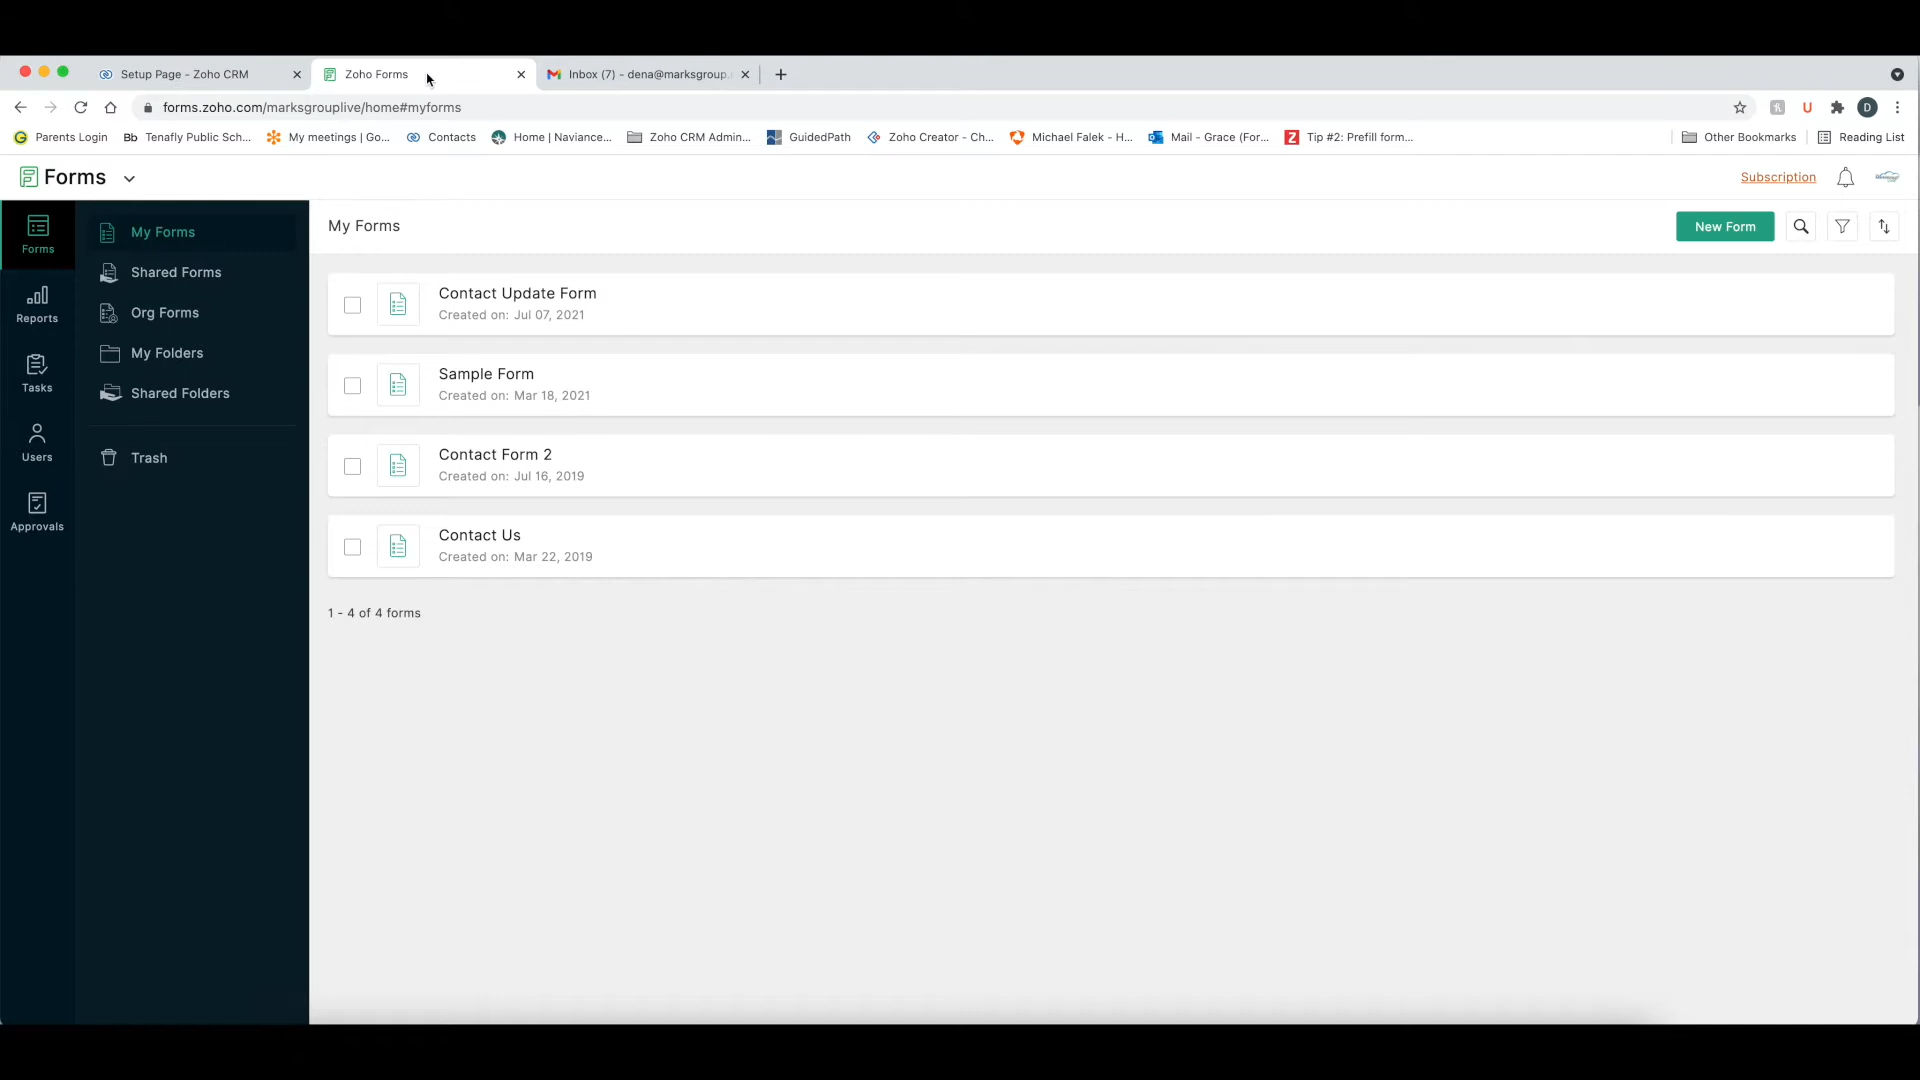 Setup Page - Zoho CRM
Zoho Forms
Inbox (7) - dena@marksgroup.
forms.zoho.com/marksgrouplive/home#myforms
D
Parents Login
Bb Tenafly Public Sch...
My meetings | Go...
Contacts
Home | Naviance...
Zoho CRM Admin...
GuidedPath
Zoho Creator - Ch...
Michael Falek - H...
Mail - Grace (For...
Z Tip #2: Prefill form...
Other Bookmarks
Reading List
Forms
Subscription
Forms
Reports
Tasks
Users
Approvals
My Forms
Shared Forms
Org Forms
My Folders
Shared Folders
Trash
My Forms
New Form
Contact Update Form
Created on: Jul 07, 2021
Sample Form
Created on: Mar 18, 2021
Contact Form 2
Created on: Jul 16, 2019
Contact Us
Created on: Mar 22, 2019
1 - 4 of 4 forms